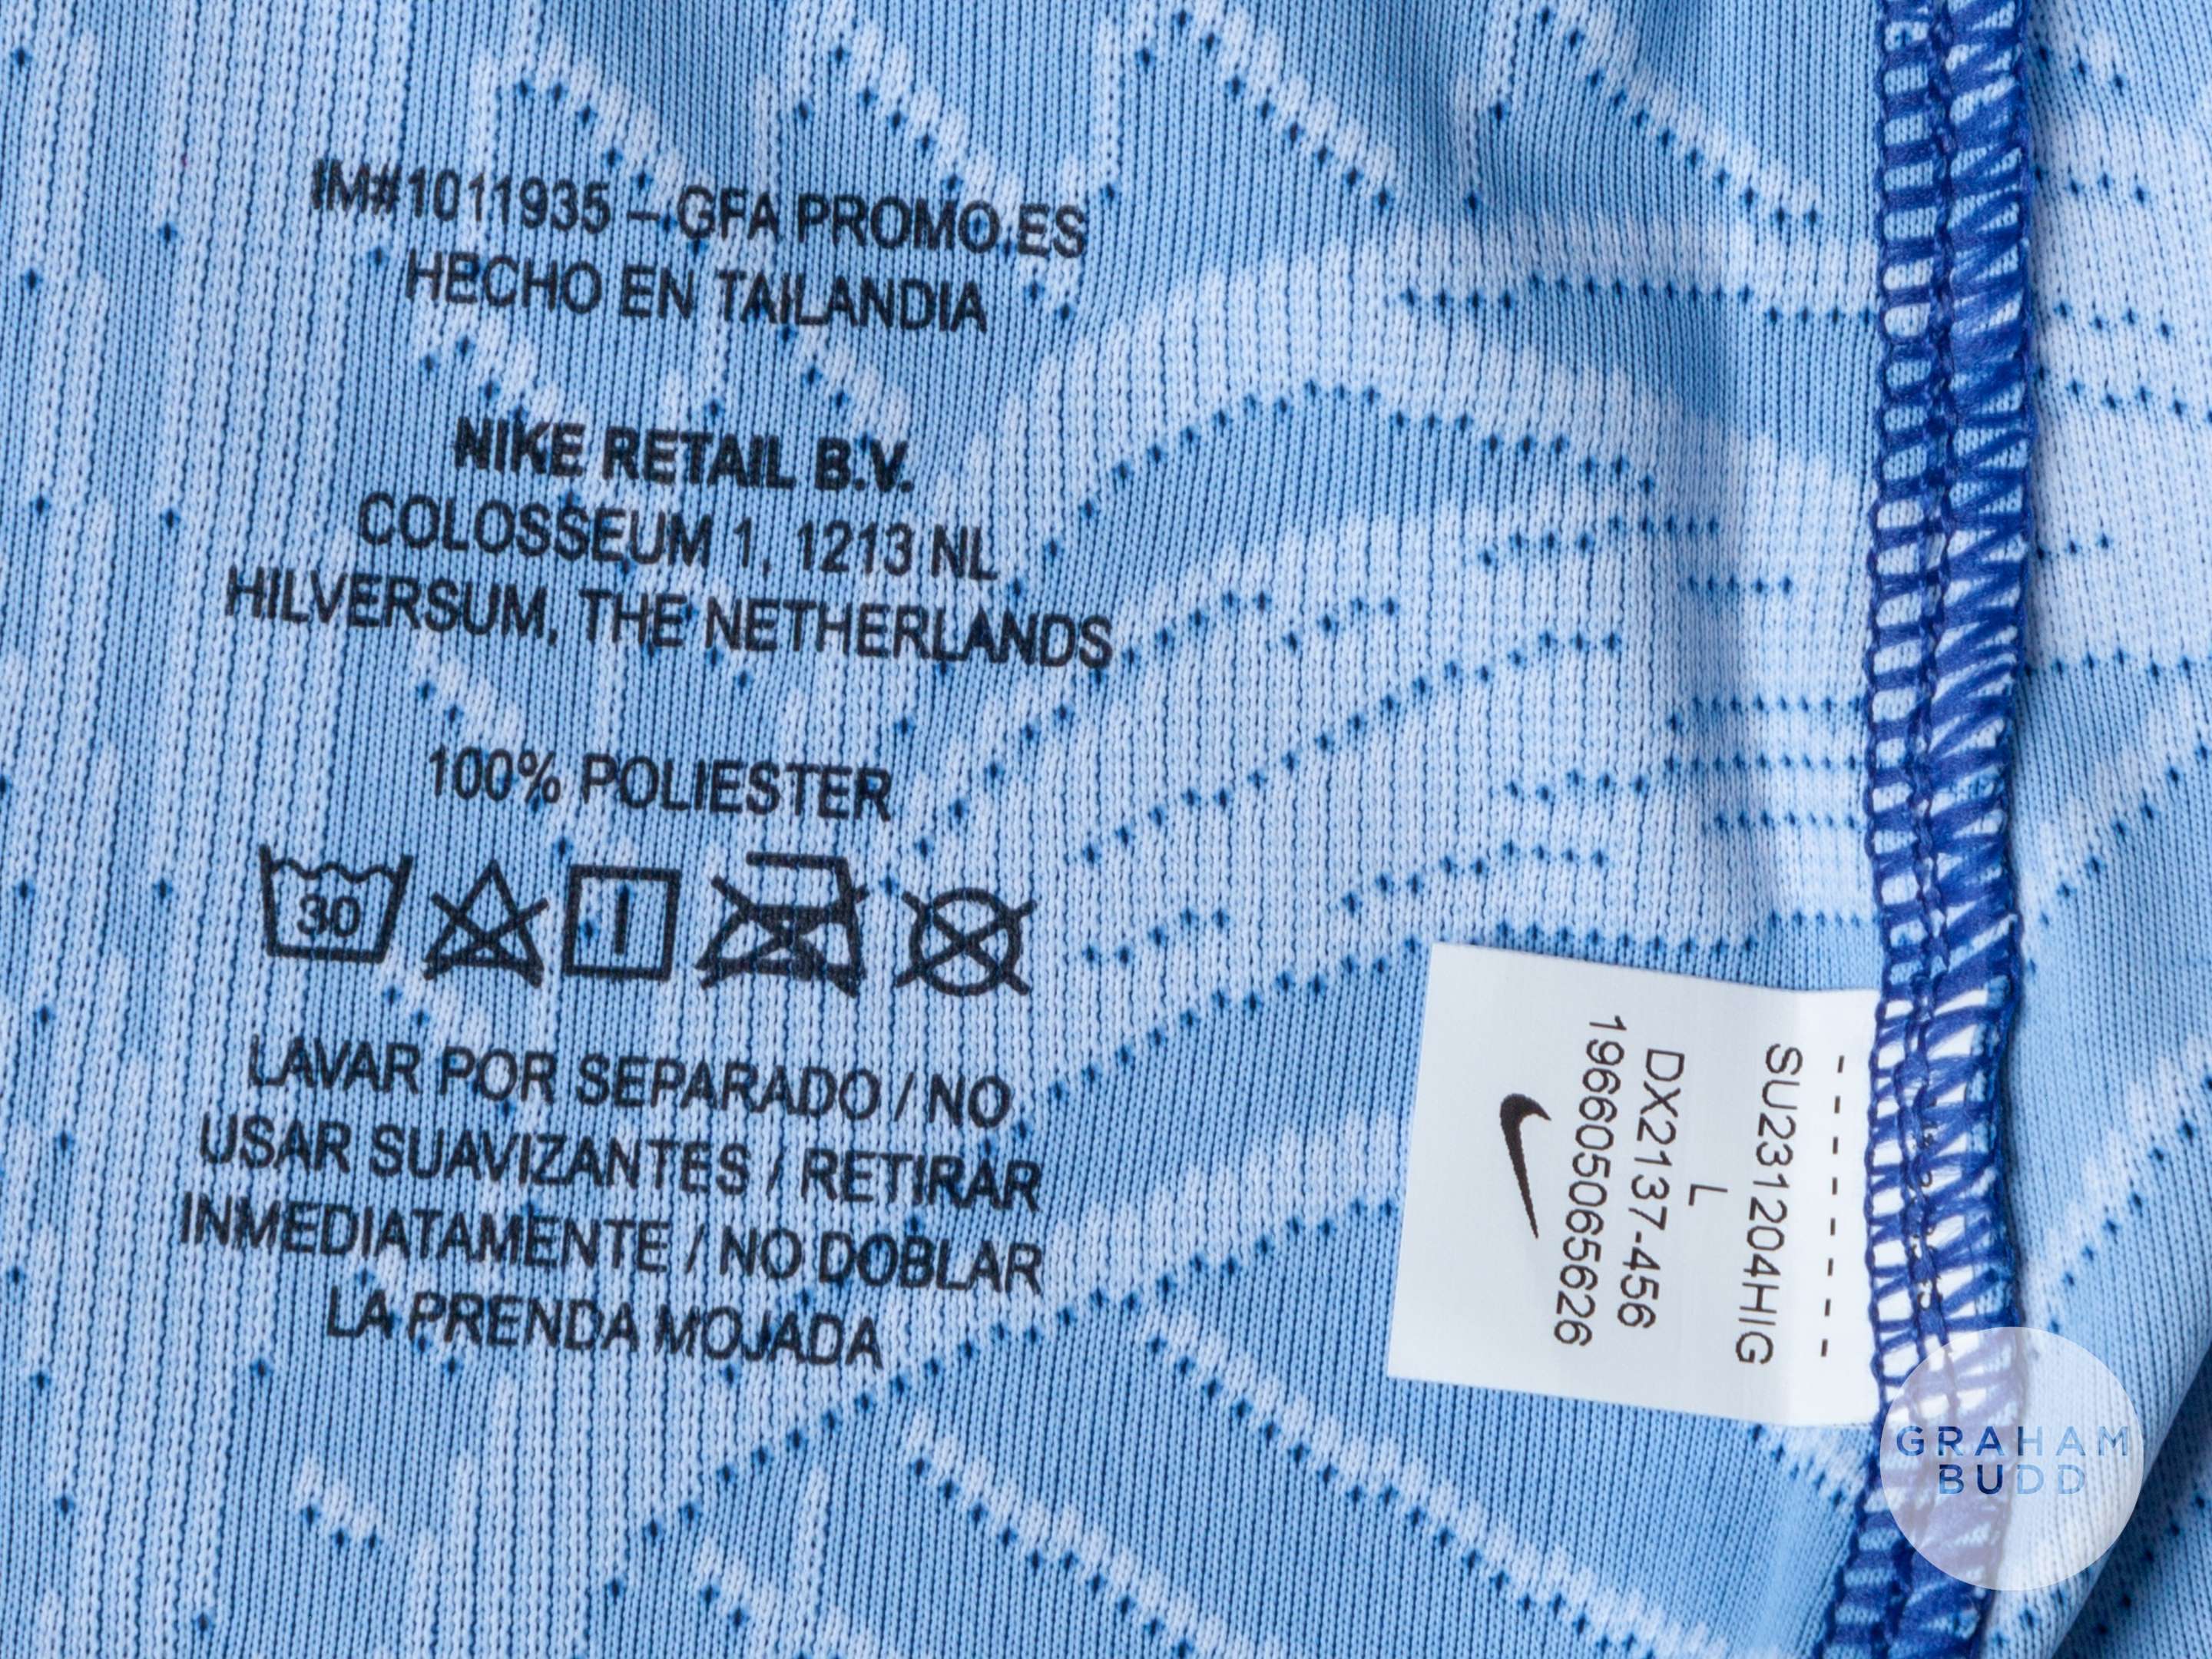 IM#1011935 – GFA PROMO.ES
HECHO EN TAILANDIA
NIKE RETAIL B.V.
COLOSSEUM 1, 1213 NL
HILVERSUM, THE NETHERLANDS
100% POLIESTER
30
LAVAR POR SEPARADO / NO
USAR SUAVIZANTES / RETIRAR
INMEDIATAMENTE / NO DOBLAR
LA PRENDA MOJADA
SU231204HIG
L
DX2137-456
196605065626
GRAHAM
BUDD